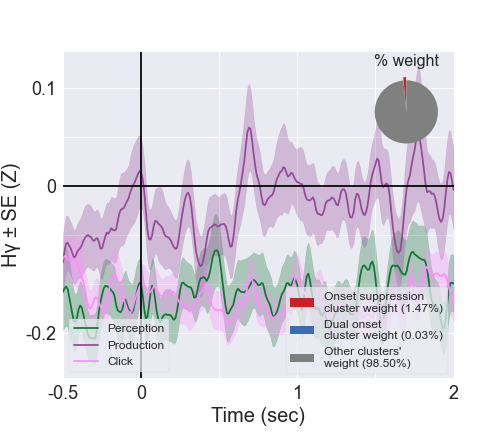 % weight
0.1
0
-0.2
Hγ ± SE (Z)
Perception
Production
Click
Onset suppression
cluster weight (1.47%)
Dual onset
cluster weight (0.03%)
Other clusters'
weight (98.50%)
-0.5
0
1
2
Time (sec)